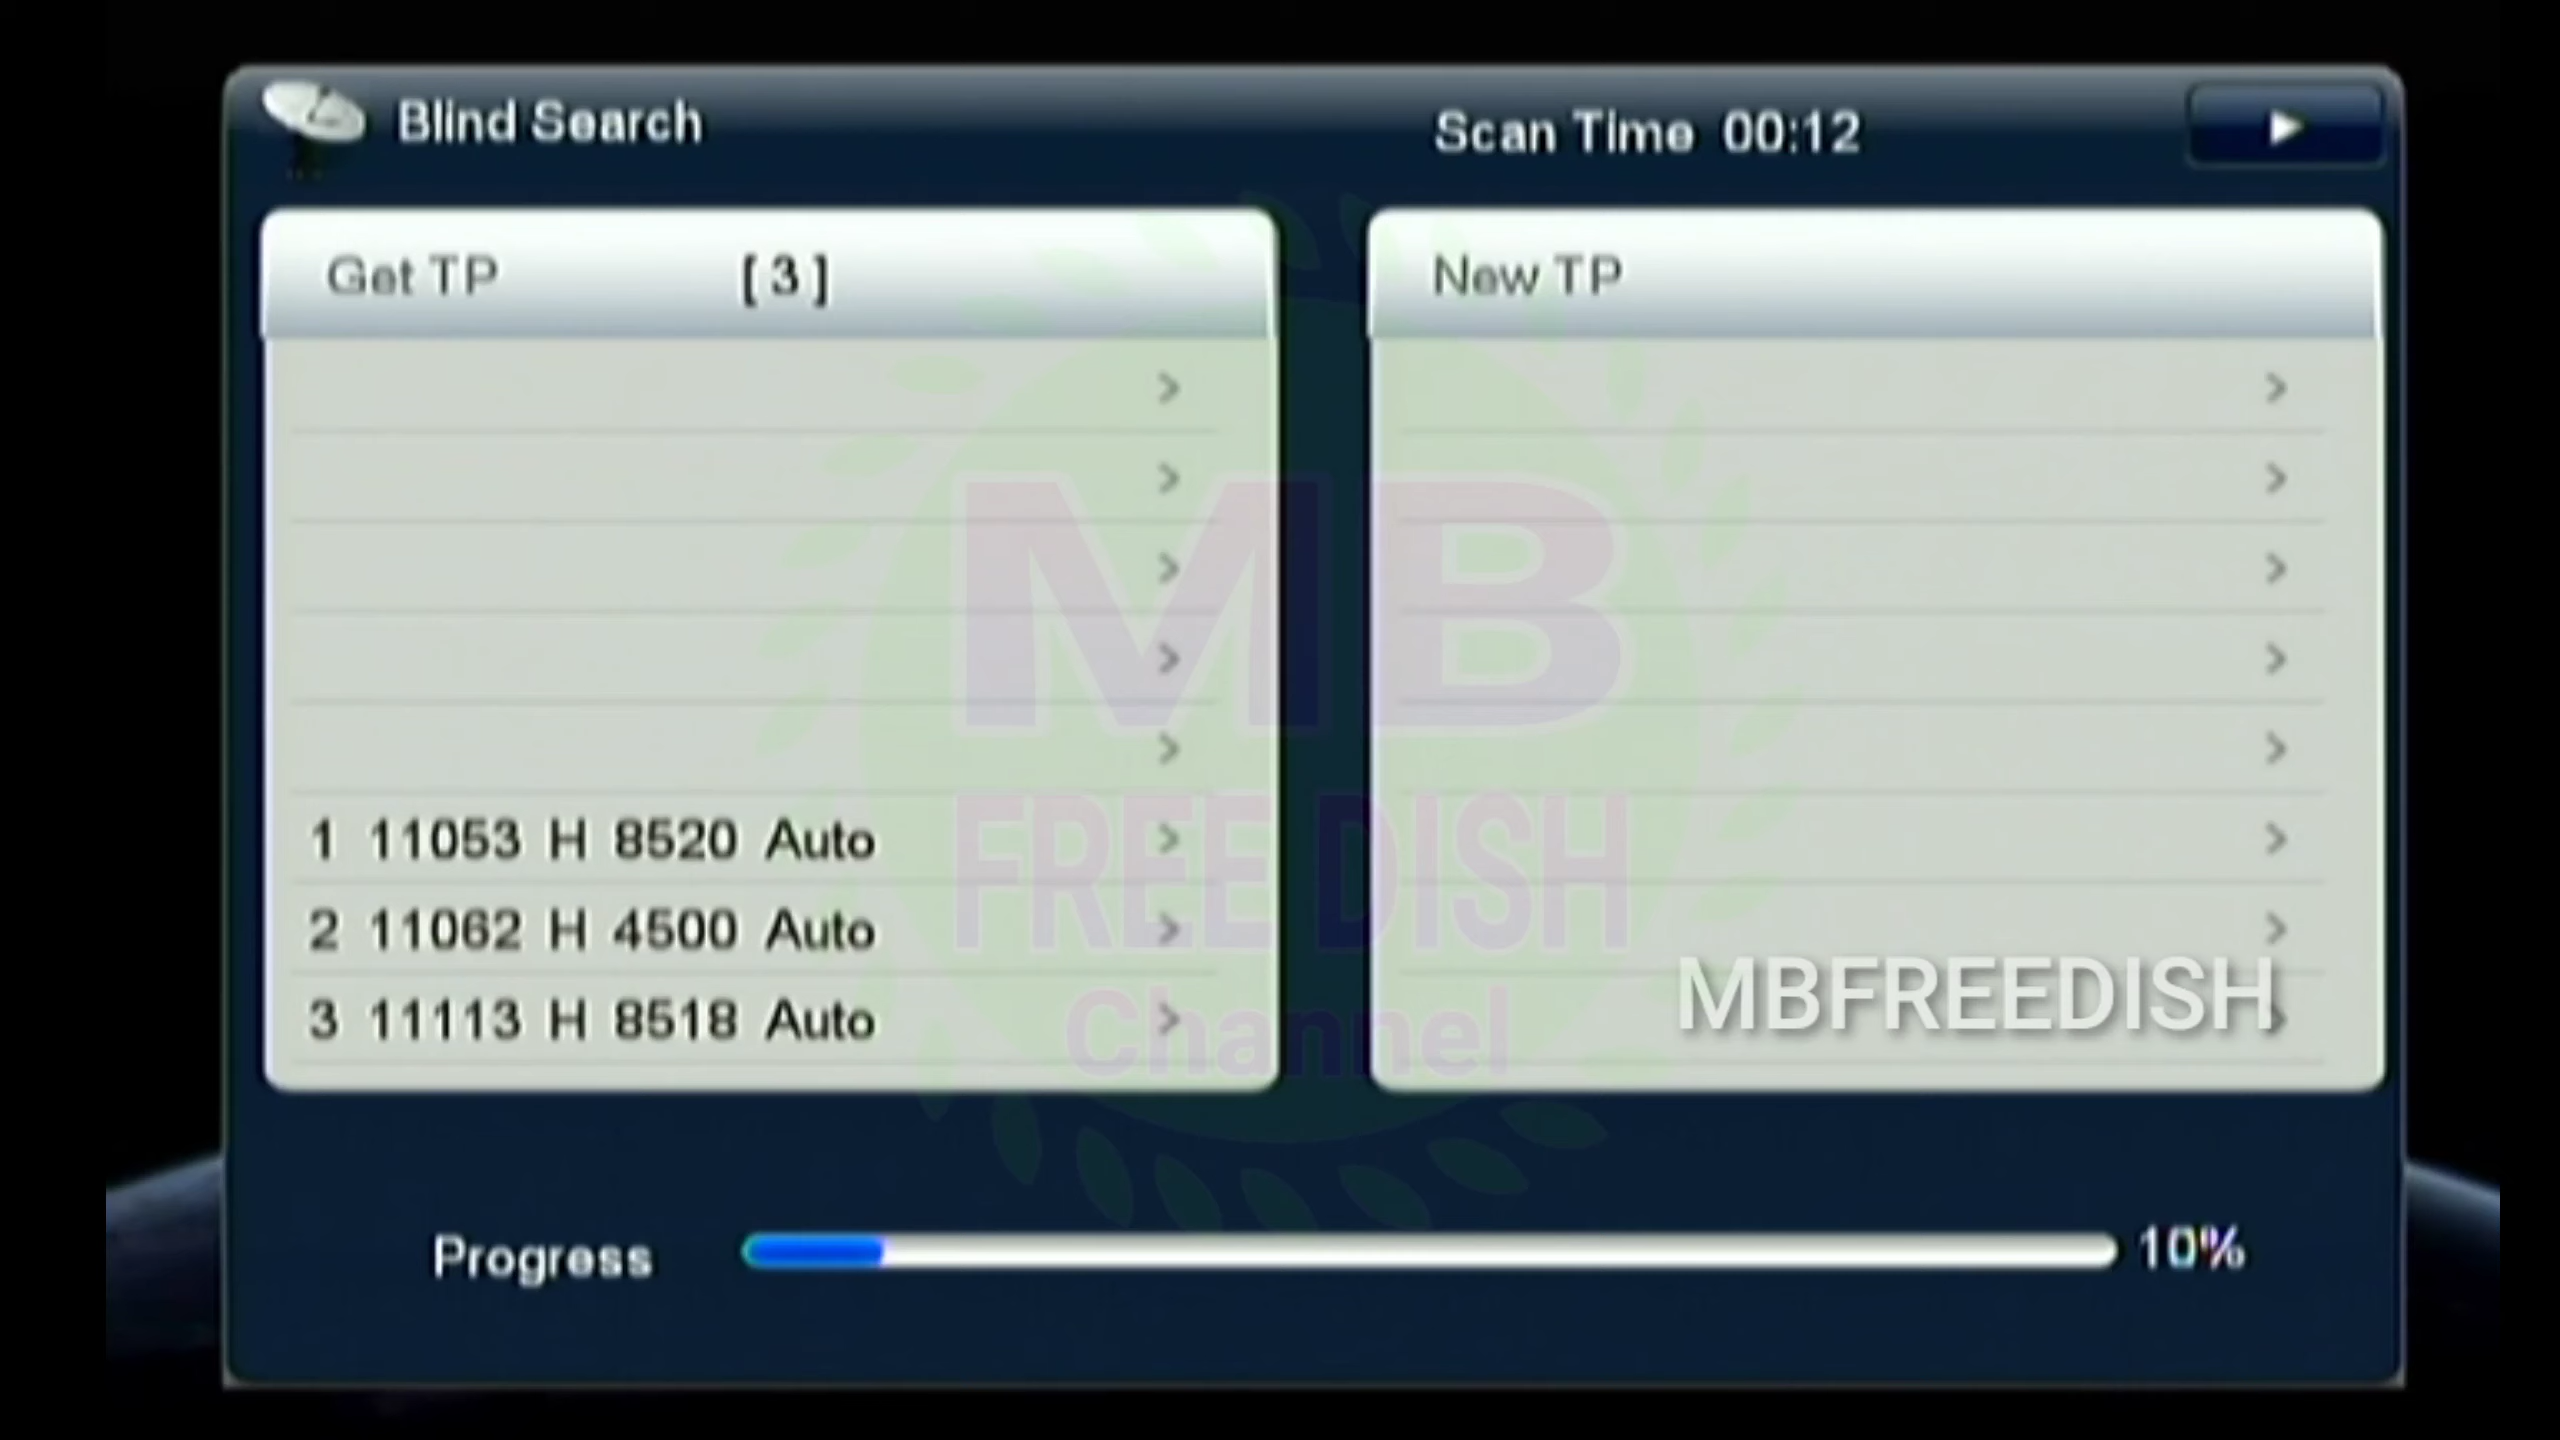 Blind Search
Scan Time 00:12
Get TP [ 3 ]
New TP
1 11053 H 8520 Auto
2 11062 H 4500 Auto
3 11113 H 8518 Auto
MB
FREE DISH
Channel
MBFREEDISH
Progress 10%